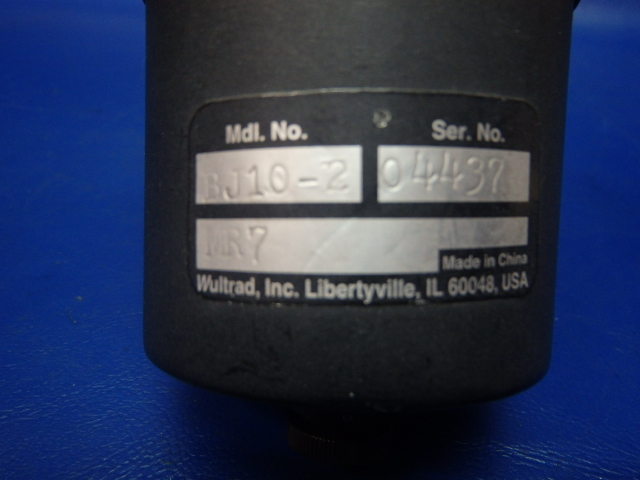 Mdl. No. Ser. No.
BJ10-2 04437
MR7
Made in China
Wultrad, Inc. Libertyville, IL 60048, USA